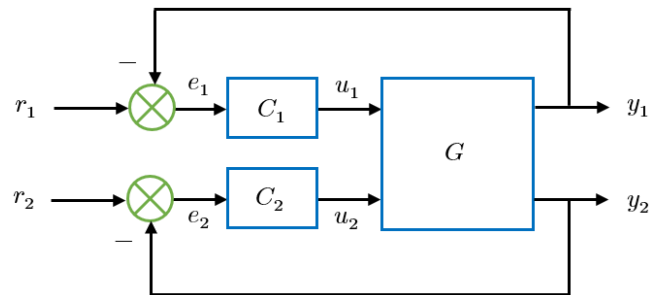 −
r₁ e₁ C₁ u₁ y₁
G
r₂ e₂ C₂ u₂ y₂
−